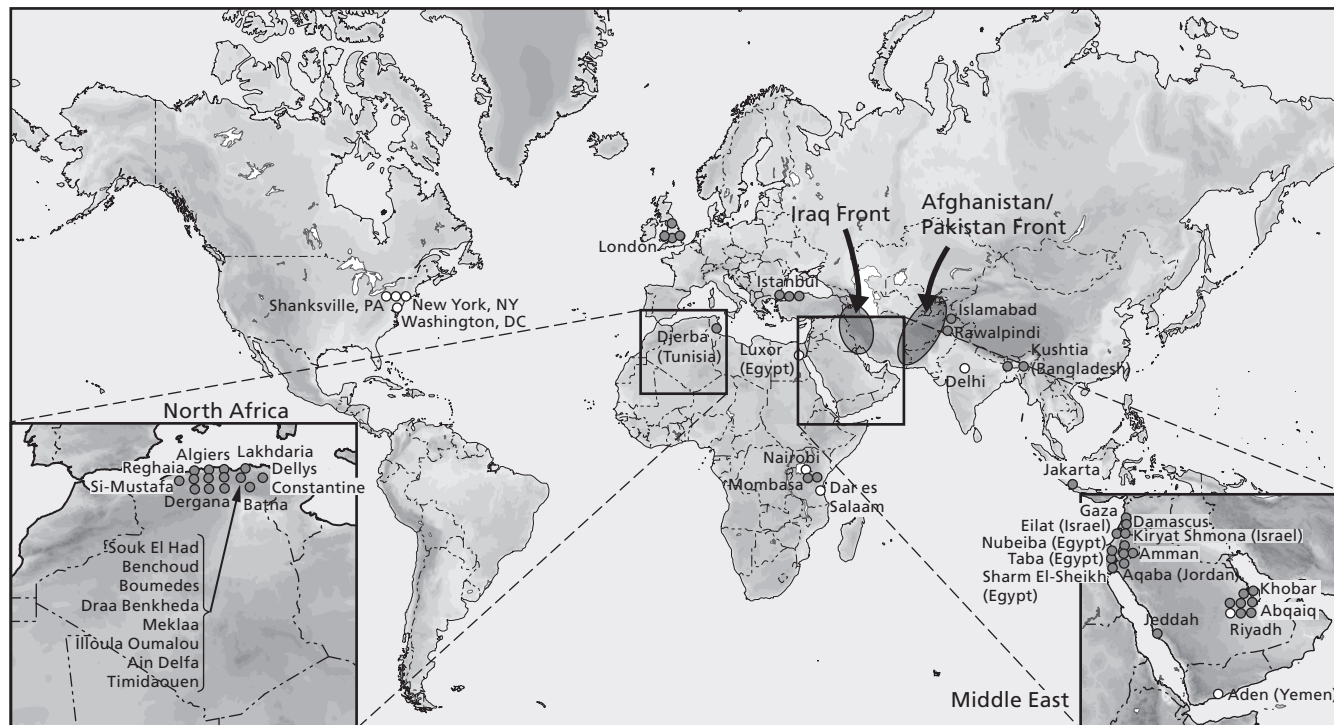 Iraq Front
Afghanistan/
Pakistan Front
London
Istanbul
Shanksville, PA
New York, NY
Washington, DC
Islamabad
Rawalpindi
Djerba
(Tunisia)
Luxor
(Egypt)
Kushtia
(Bangladesh)
Delhi
Nairobi
Mombasa
Dar es
Salaam
Jakarta
North Africa
Algiers
Lakhdaria
Reghaia
Dellys
Si-Mustafa
Constantine
Dergana
Batna
Souk El Had
Benchoud
Boumedes
Draa Benkheda
Meklaa
Illoula Oumalou
Ain Delfa
Timidaouen
Middle East
Gaza
Damascus
Eilat (Israel)
Kiryat Shmona (Israel)
Nubeiba (Egypt)
Amman
Taba (Egypt)
Aqaba (Jordan)
Sharm El-Sheikh
(Egypt)
Khobar
Abqaiq
Riyadh
Jeddah
Aden (Yemen)